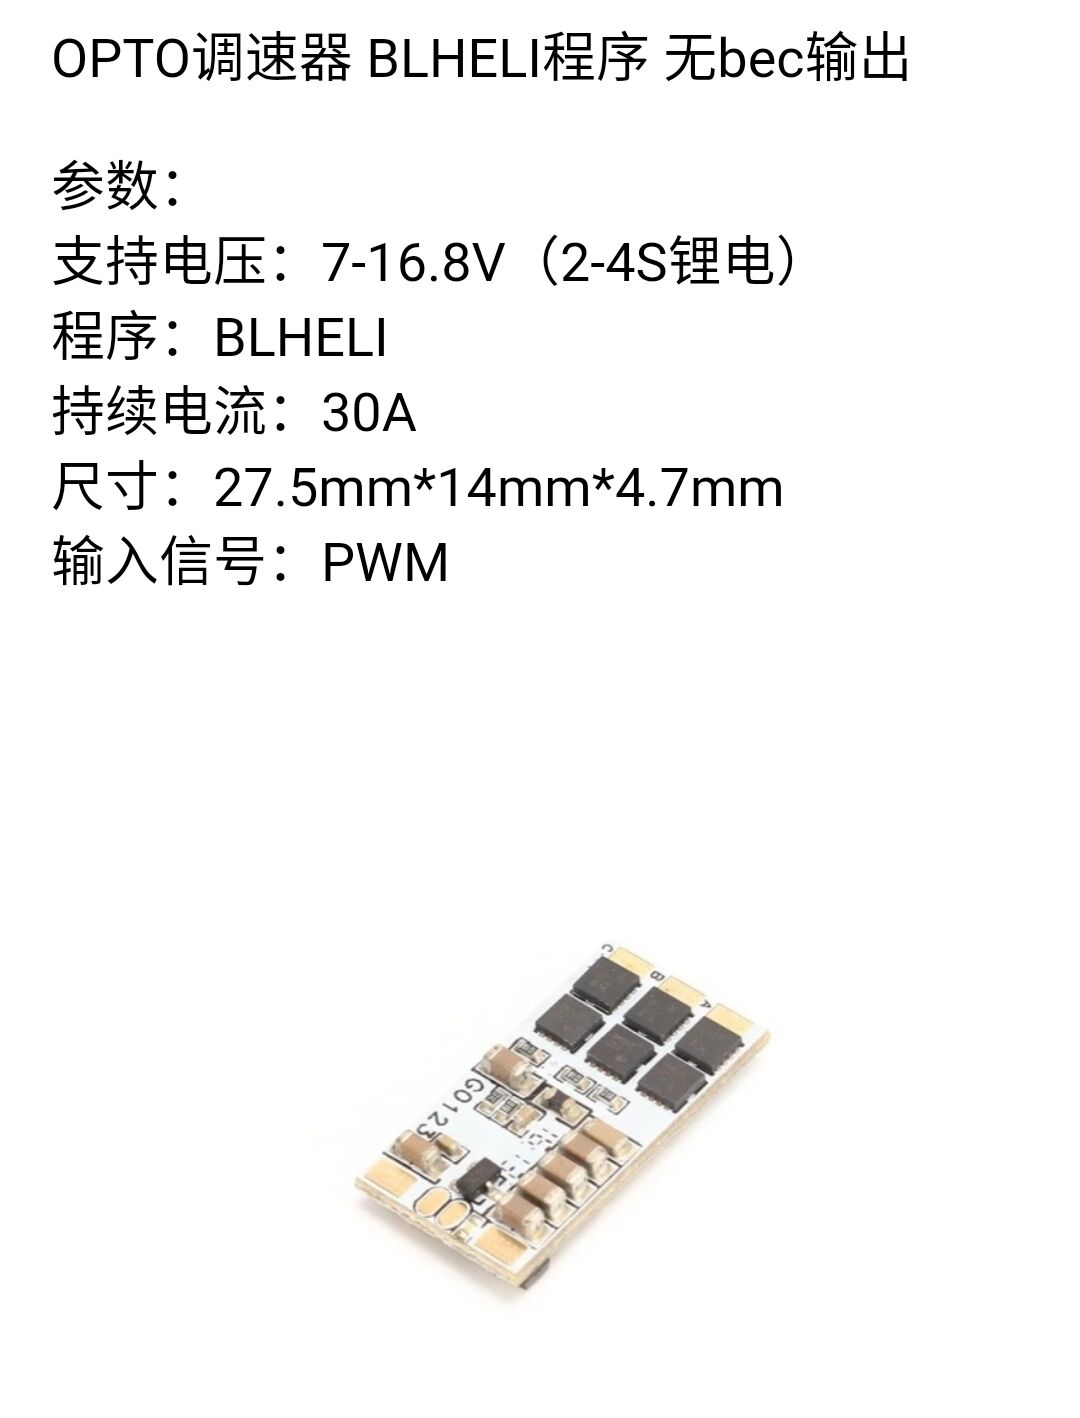 OPTO调速器 BLHELI程序 无bec输出
参数：
支持电压：7-16.8V（2-4S锂电）
程序：BLHELI
持续电流：30A
尺寸：27.5mm*14mm*4.7mm
输入信号：PWM
C
B
A
G0123